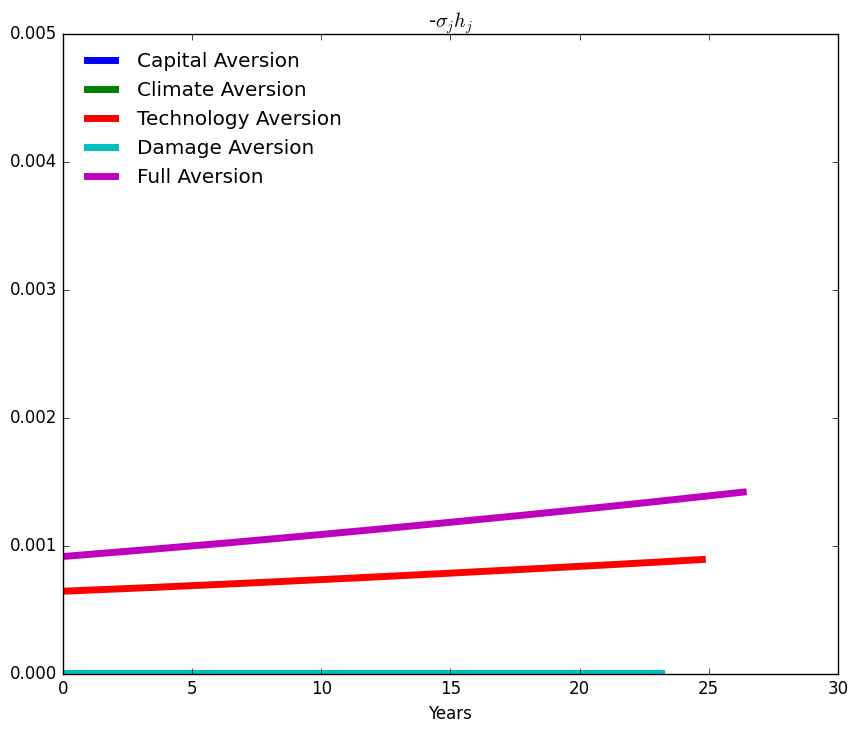 -σⱼhⱼ
0.005
Capital Aversion
Climate Aversion
Technology Aversion
Damage Aversion
Full Aversion
0.004
0.003
0.002
0.001
0.000
0 5 10 15 20 25 30
Years